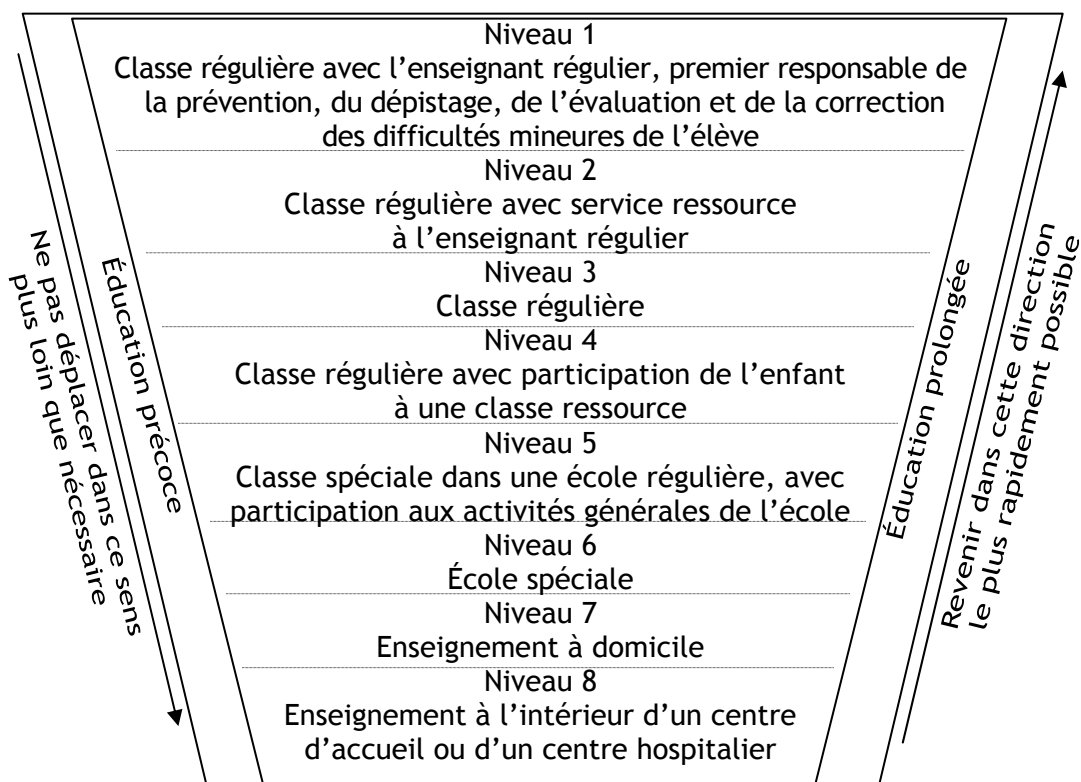 Niveau 1
Classe régulière avec l’enseignant régulier, premier responsable de
la prévention, du dépistage, de l’évaluation et de la correction
des difficultés mineures de l’élève
Niveau 2
Classe régulière avec service ressource
à l’enseignant régulier
Niveau 3
Classe régulière
Niveau 4
Classe régulière avec participation de l’enfant
à une classe ressource
Niveau 5
Classe spéciale dans une école régulière, avec
participation aux activités générales de l’école
Niveau 6
École spéciale
Niveau 7
Enseignement à domicile
Niveau 8
Enseignement à l’intérieur d’un centre
d’accueil ou d’un centre hospitalier
Ne pas déplacer dans ce sens
plus loin que nécessaire
Éducation précoce
Éducation prolongée
Revenir dans cette direction
le plus rapidement possible